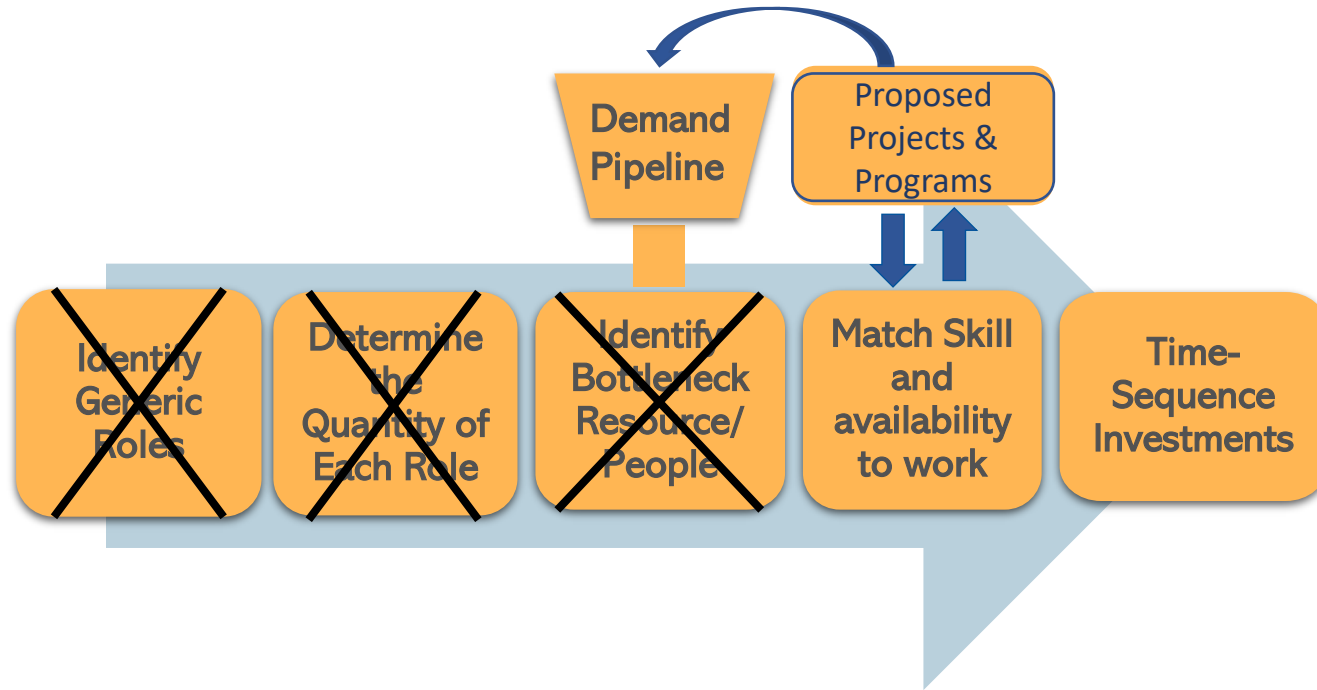 Demand
Pipeline
Proposed
Projects &
Programs
Identify
Generic
Roles
Determine
the
Quantity of
Each Role
Identify
Bottleneck
Resource/
People
Match Skill
and
availability
to work
Time-
Sequence
Investments